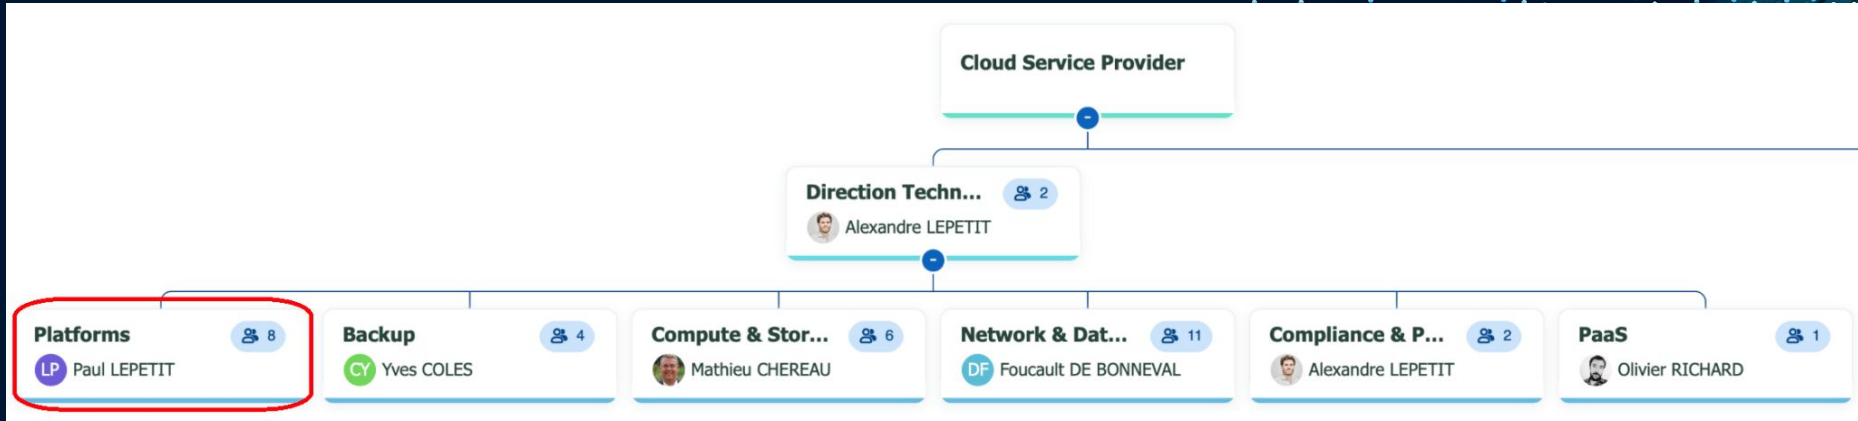 Cloud Service Provider
-
Direction Techn... 2
Alexandre LEPETIT
-
Platforms 8
LP Paul LEPETIT
Backup 4
CY Yves COLES
Compute & Stor... 6
Mathieu CHEREAU
Network & Dat... 11
DF Foucault DE BONNEVAL
Compliance & P... 2
Alexandre LEPETIT
PaaS 1
Olivier RICHARD